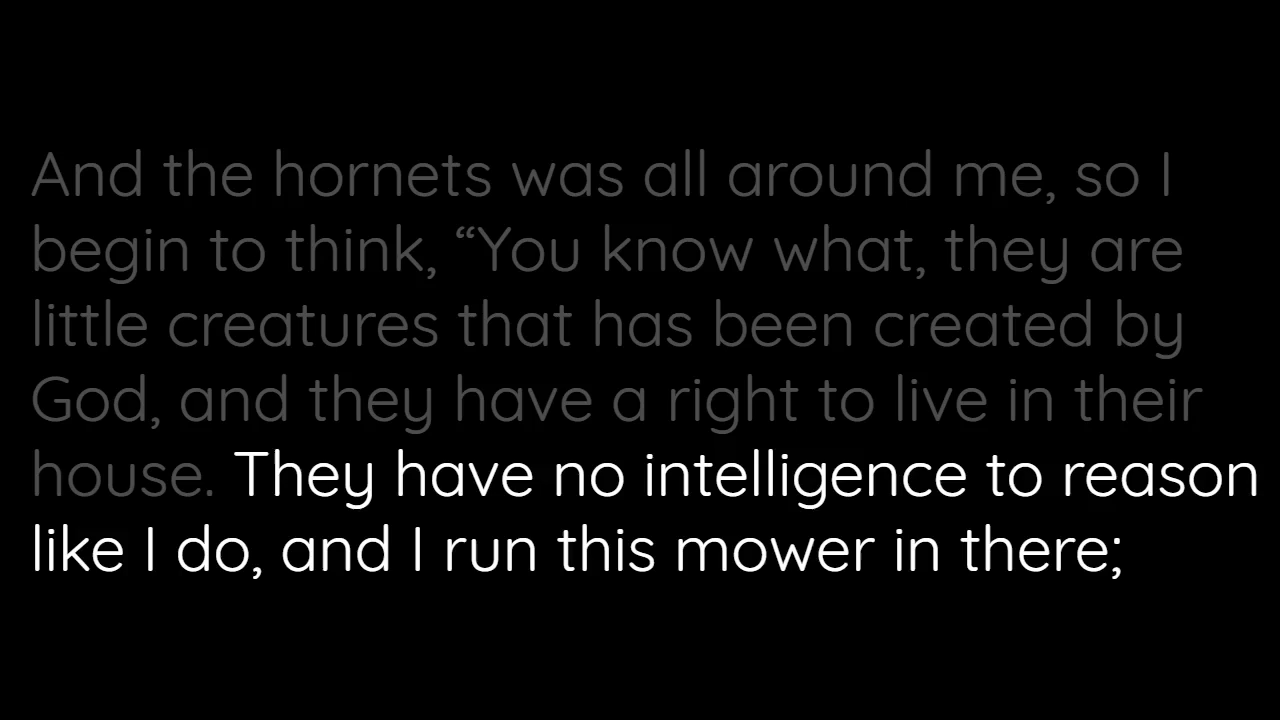 And the hornets was all around me, so I
begin to think, “You know what, they are
little creatures that has been created by
God, and they have a right to live in their
house. They have no intelligence to reason
like I do, and I run this mower in there;